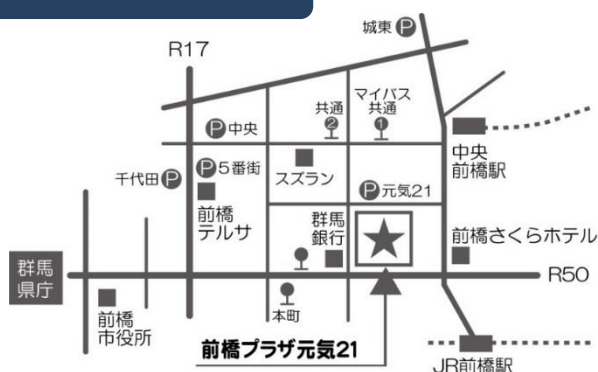 城東 P
R17
マイバス
共通
共通
2
1
P 中央
中央
前橋駅
千代田 P
P 5番街
スズラン
P 元気21
前橋
テルサ
群馬
銀行
前橋さくらホテル
群馬
県庁
R50
前橋
市役所
本町
前橋プラザ元気21
JR前橋駅